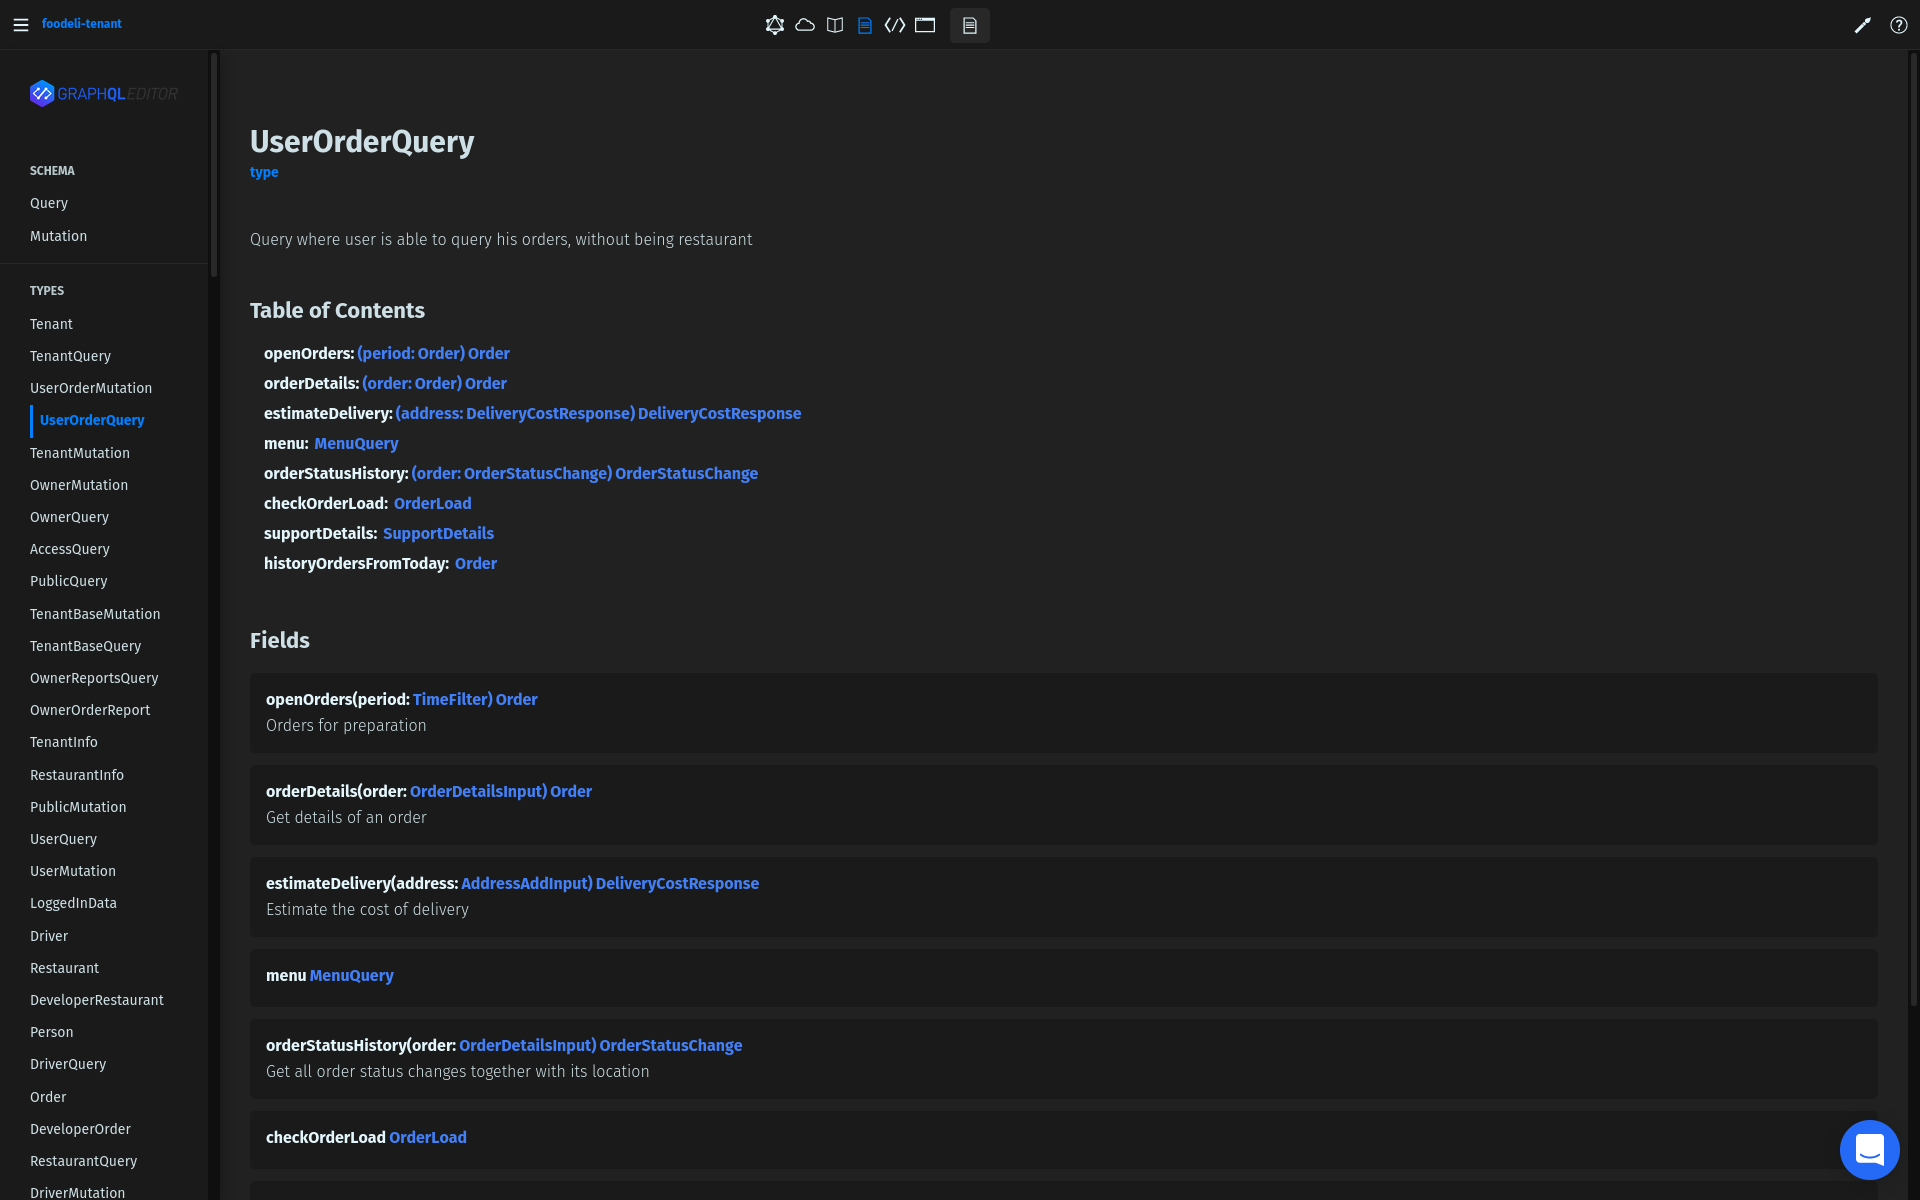 foodeli-tenant
GRAPHQLEDITOR
SCHEMA
Query
Mutation
TYPES
Tenant
TenantQuery
UserOrderMutation
UserOrderQuery
TenantMutation
OwnerMutation
OwnerQuery
AccessQuery
PublicQuery
TenantBaseMutation
TenantBaseQuery
OwnerReportsQuery
OwnerOrderReport
TenantInfo
RestaurantInfo
PublicMutation
UserQuery
UserMutation
LoggedInData
Driver
Restaurant
DeveloperRestaurant
Person
DriverQuery
Order
DeveloperOrder
RestaurantQuery
DriverMutation
UserOrderQuery
type
Query where user is able to query his orders, without being restaurant
Table of Contents
openOrders: (period: Order) Order
orderDetails: (order: Order) Order
estimateDelivery: (address: DeliveryCostResponse) DeliveryCostResponse
menu: MenuQuery
orderStatusHistory: (order: OrderStatusChange) OrderStatusChange
checkOrderLoad: OrderLoad
supportDetails: SupportDetails
historyOrdersFromToday: Order
Fields
openOrders(period: TimeFilter) Order
Orders for preparation
orderDetails(order: OrderDetailsInput) Order
Get details of an order
estimateDelivery(address: AddressAddInput) DeliveryCostResponse
Estimate the cost of delivery
menu MenuQuery
orderStatusHistory(order: OrderDetailsInput) OrderStatusChange
Get all order status changes together with its location
checkOrderLoad OrderLoad